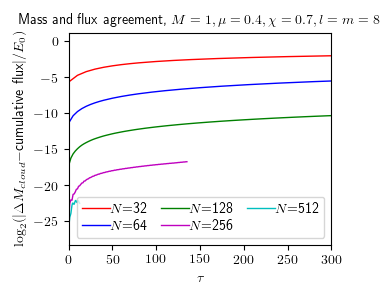 Mass and flux agreement, M = 1, μ = 0.4, χ = 0.7, l = m = 8
log₂(|ΔM_cloud−cumulative flux|/E₀)
0
−5
−10
−15
−20
−25
N=32 N=128 N=512
N=64 N=256
0 50 100 150 200 250 300
τ